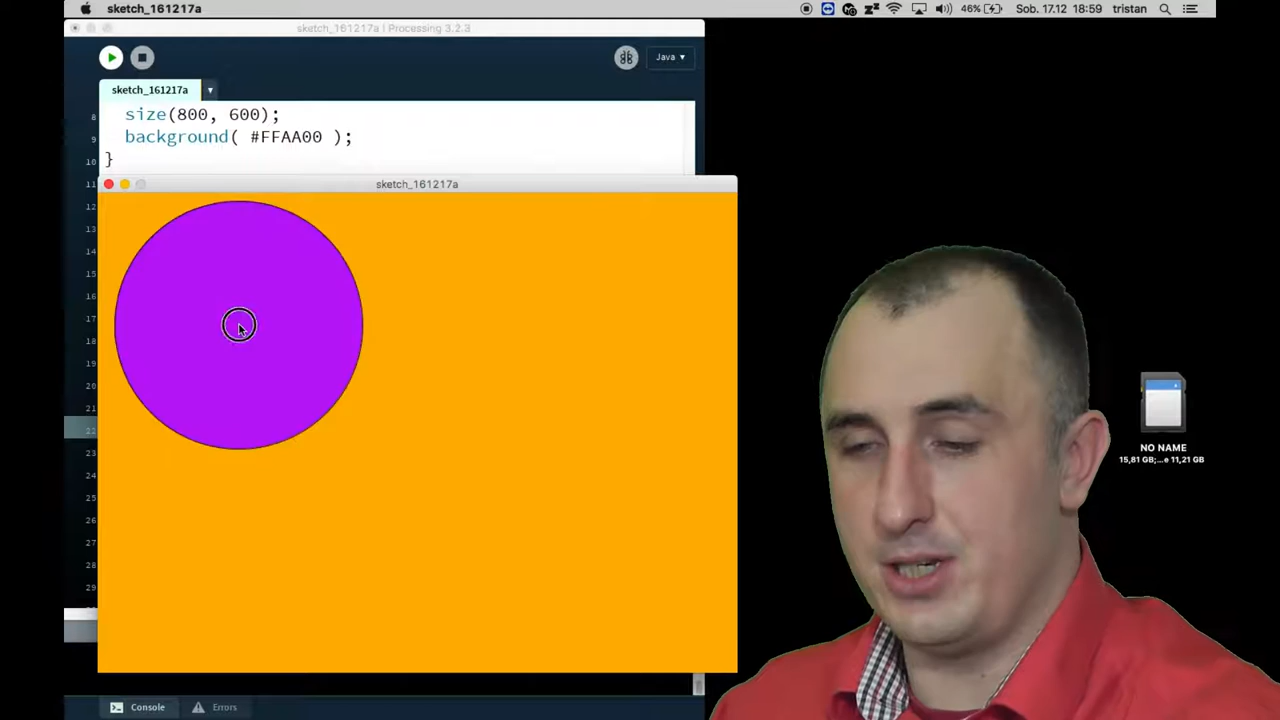 sketch_161217a
46%
Sob. 17.12 18:59
tristan
sketch_161217a | Processing 3.2.3
Java ▾
sketch_161217a
8
size(800, 600);
9
background( #FFAA00 );
10
}
11
sketch_161217a
12
13
14
15
16
17
18
19
20
21
23
24
25
26
27
28
29
NO NAME
15,81 GB;...e 11,21 GB
Console
Errors